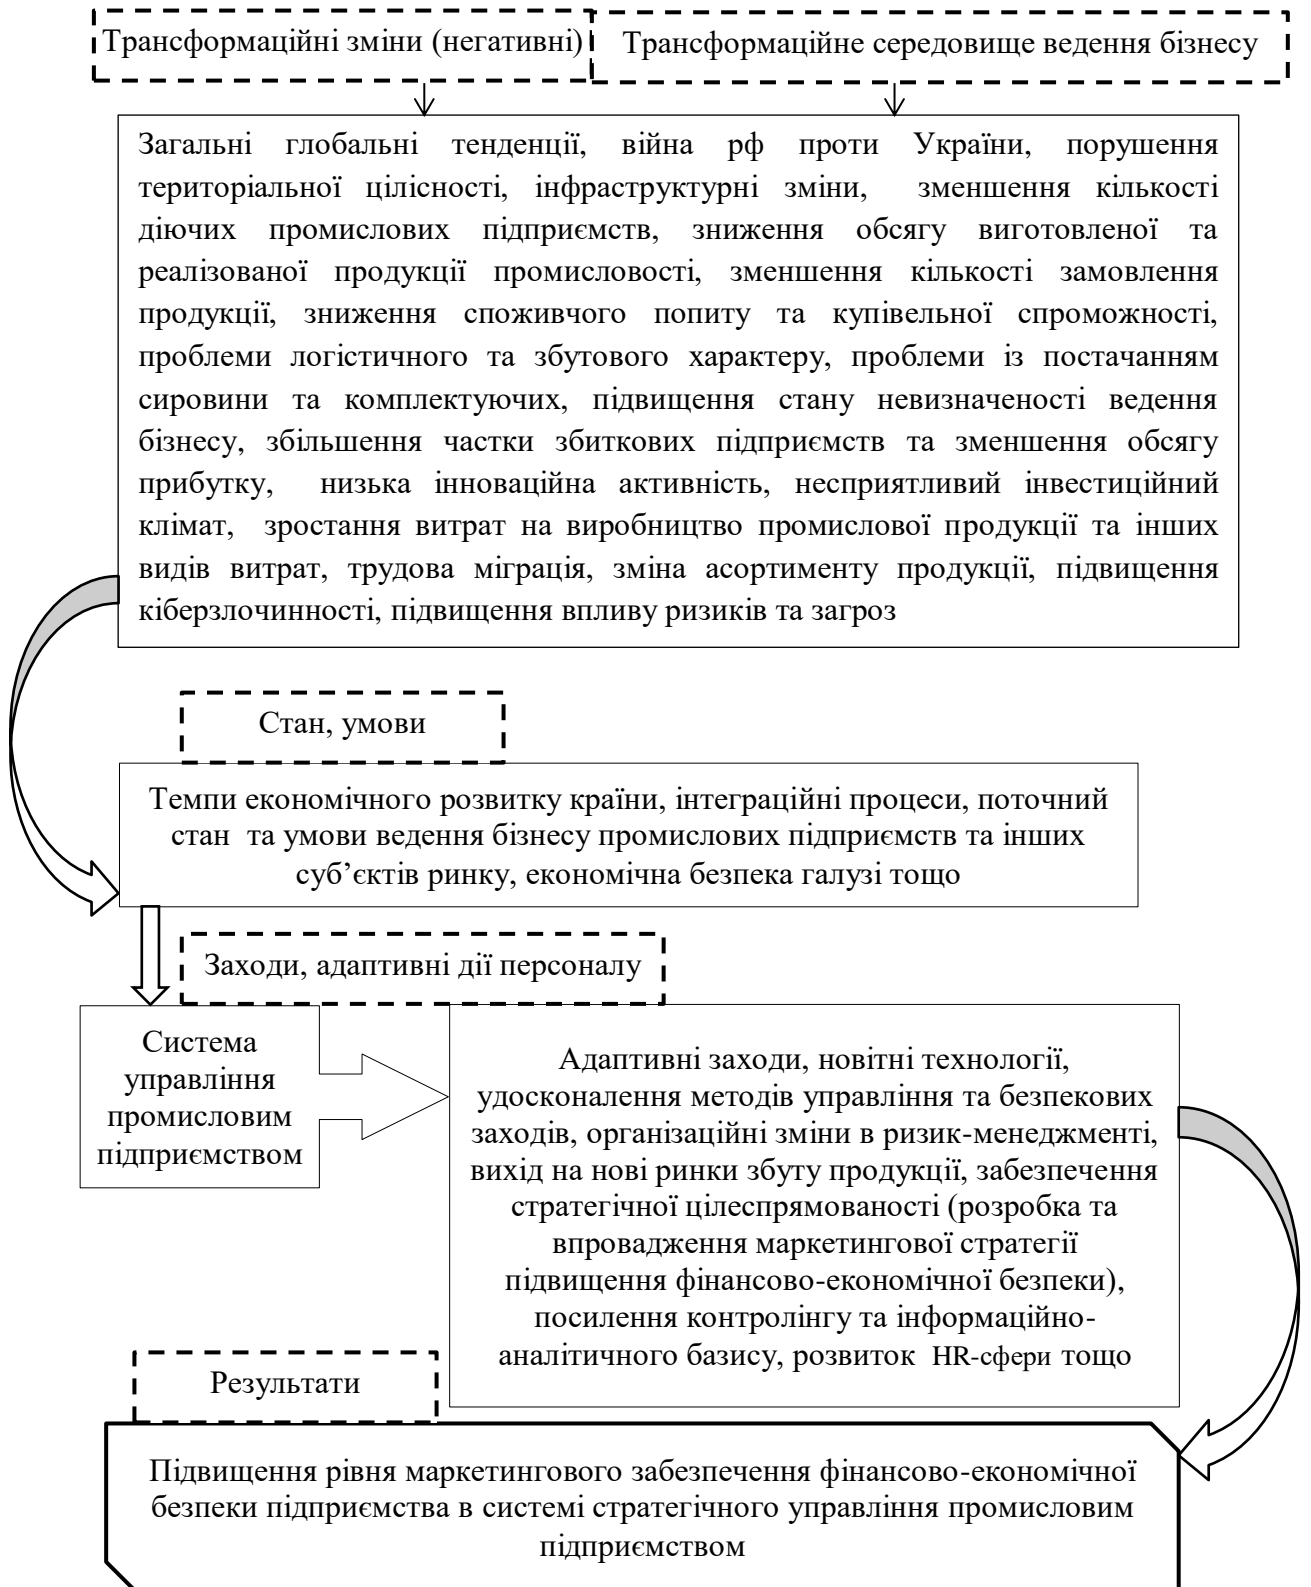 Трансформаційні зміни (негативні)
Трансформаційне середовище ведення бізнесу
Загальні глобальні тенденції, війна рф проти України, порушення
територіальної цілісності, інфраструктурні зміни, зменшення кількості
діючих промислових підприємств, зниження обсягу виготовленої та
реалізованої продукції промисловості, зменшення кількості замовлення
продукції, зниження споживчого попиту та купівельної спроможності,
проблеми логістичного та збутового характеру, проблеми із постачанням
сировини та комплектуючих, підвищення стану невизначеності ведення
бізнесу, збільшення частки збиткових підприємств та зменшення обсягу
прибутку, низька інноваційна активність, несприятливий інвестиційний
клімат, зростання витрат на виробництво промислової продукції та інших
видів витрат, трудова міграція, зміна асортименту продукції, підвищення
кіберзлочинності, підвищення впливу ризиків та загроз
Стан, умови
Темпи економічного розвитку країни, інтеграційні процеси, поточний
стан та умови ведення бізнесу промислових підприємств та інших
суб’єктів ринку, економічна безпека галузі тощо
Заходи, адаптивні дії персоналу
Система
управління
промисловим
підприємством
Адаптивні заходи, новітні технології,
удосконалення методів управління та безпекових
заходів, організаційні зміни в ризик-менеджменті,
вихід на нові ринки збуту продукції, забезпечення
стратегічної цілеспрямованості (розробка та
впровадження маркетингової стратегії
підвищення фінансово-економічної безпеки),
посилення контролінгу та інформаційно-
аналітичного базису, розвиток HR-сфери тощо
Результати
Підвищення рівня маркетингового забезпечення фінансово-економічної
безпеки підприємства в системі стратегічного управління промисловим
підприємством